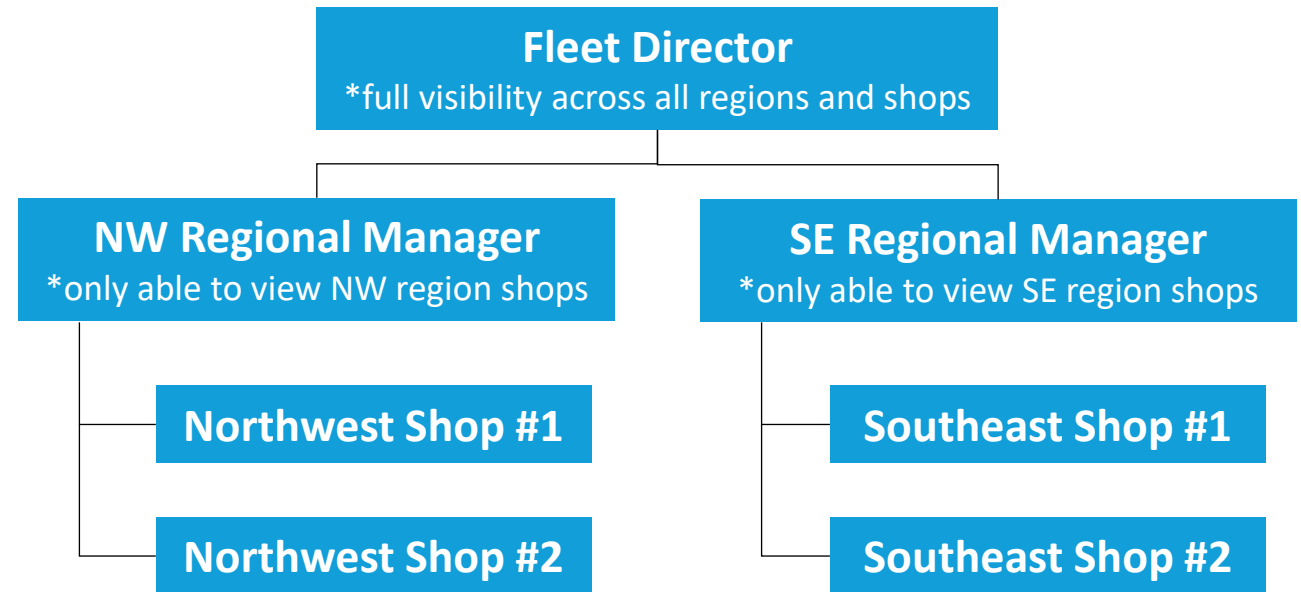 Fleet Director
*full visibility across all regions and shops
NW Regional Manager
*only able to view NW region shops
SE Regional Manager
*only able to view SE region shops
Northwest Shop #1
Northwest Shop #2
Southeast Shop #1
Southeast Shop #2